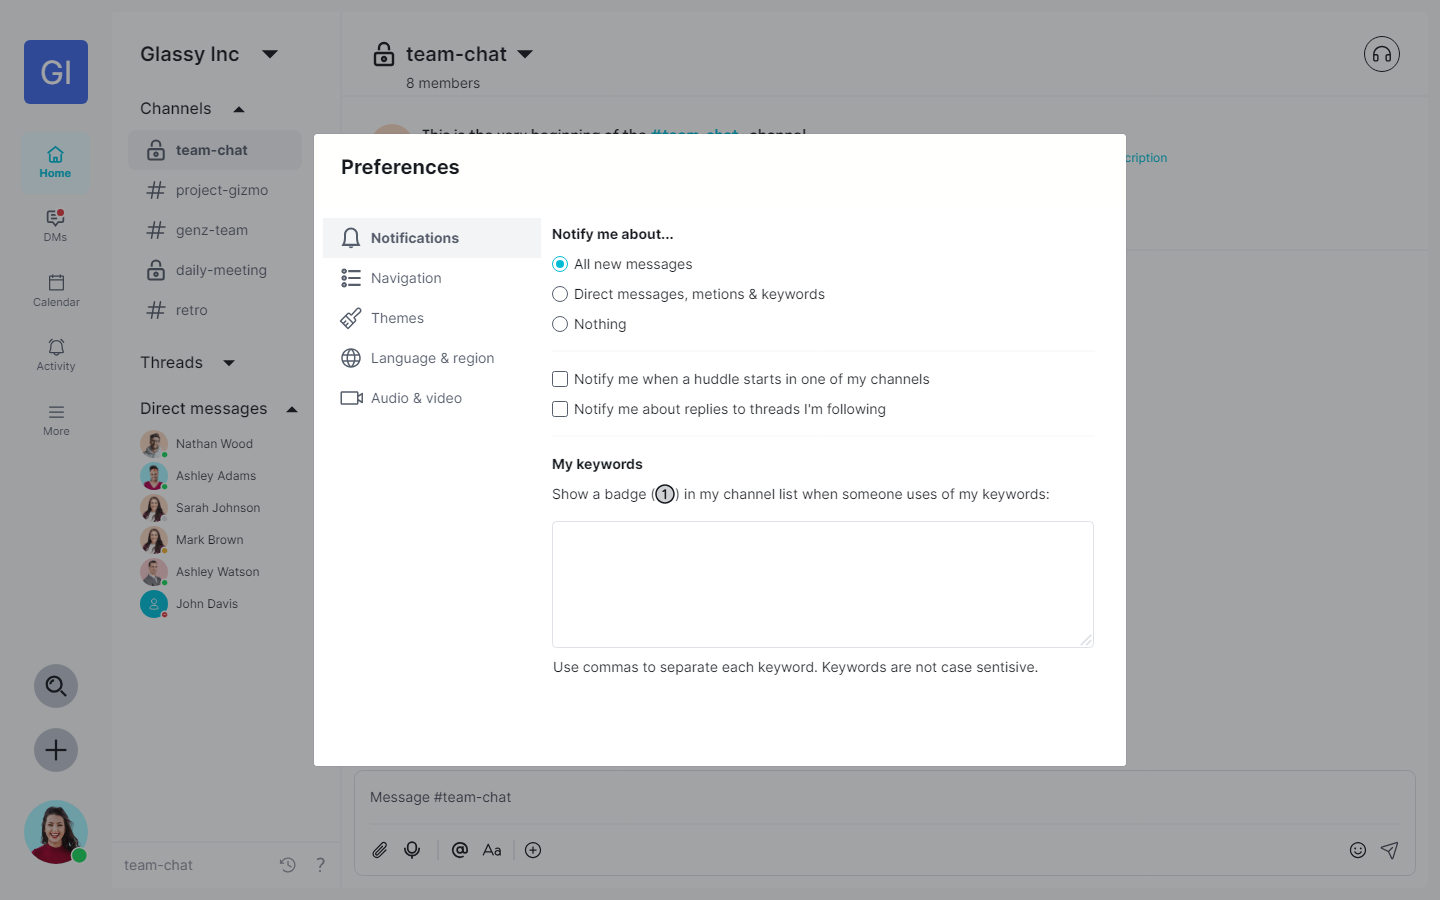 GI
Home
DMs
Calendar
Activity
More
Glassy Inc
Channels
team-chat
project-gizmo
genz-team
daily-meeting
retro
Threads
Direct messages
Nathan Wood
Ashley Adams
Sarah Johnson
Mark Brown
Ashley Watson
John Davis
team-chat
?
team-chat
8 members
This is the very beginning of the #team-chat channel
cription
Preferences
Notifications
Navigation
Themes
Language & region
Audio & video
Notify me about...
All new messages
Direct messages, metions & keywords
Nothing
Notify me when a huddle starts in one of my channels
Notify me about replies to threads I'm following
My keywords
Show a badge (1) in my channel list when someone uses of my keywords:
Use commas to separate each keyword. Keywords are not case sentisive.
Message #team-chat
@ Aa